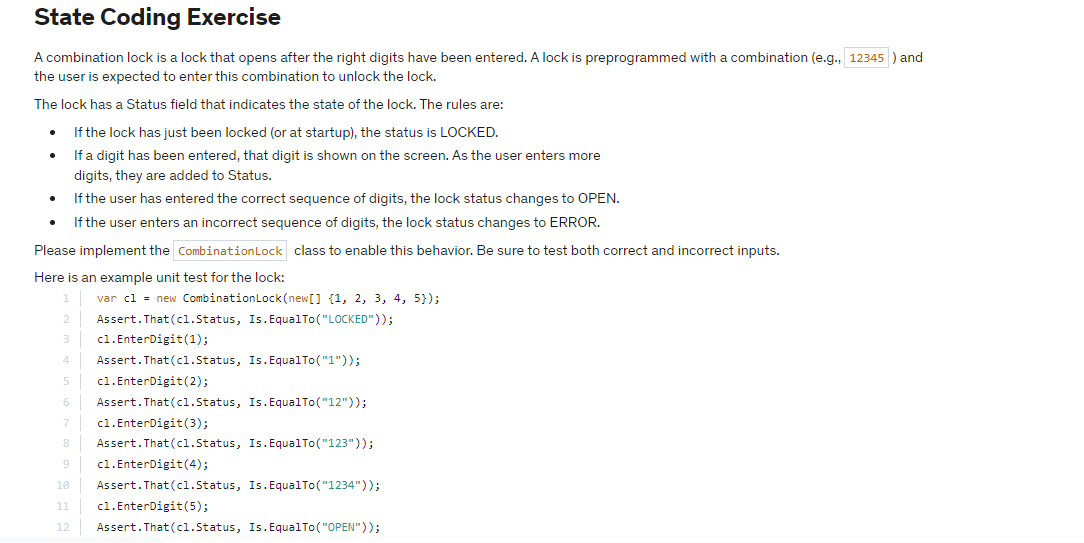 State Coding Exercise
A combination lock is a lock that opens after the right digits have been entered. A lock is preprogrammed with a combination (e.g., 12345 ) and
the user is expected to enter this combination to unlock the lock.
The lock has a Status field that indicates the state of the lock. The rules are:
• If the lock has just been locked (or at startup), the status is LOCKED.
• If a digit has been entered, that digit is shown on the screen. As the user enters more
digits, they are added to Status.
• If the user has entered the correct sequence of digits, the lock status changes to OPEN.
• If the user enters an incorrect sequence of digits, the lock status changes to ERROR.
Please implement the CombinationLock class to enable this behavior. Be sure to test both correct and incorrect inputs.
Here is an example unit test for the lock:
1 var cl = new CombinationLock(new[] {1, 2, 3, 4, 5});
2 Assert.That(cl.Status, Is.EqualTo("LOCKED"));
3 cl.EnterDigit(1);
4 Assert.That(cl.Status, Is.EqualTo("1"));
5 cl.EnterDigit(2);
6 Assert.That(cl.Status, Is.EqualTo("12"));
7 cl.EnterDigit(3);
8 Assert.That(cl.Status, Is.EqualTo("123"));
9 cl.EnterDigit(4);
10 Assert.That(cl.Status, Is.EqualTo("1234"));
11 cl.EnterDigit(5);
12 Assert.That(cl.Status, Is.EqualTo("OPEN"));